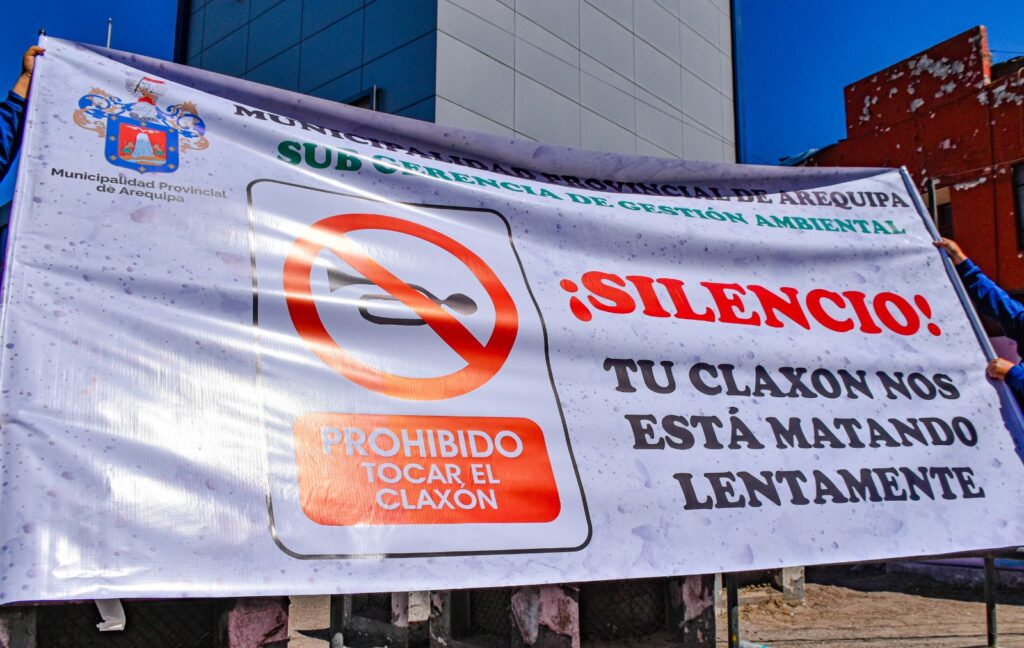 Municipalidad Provincial
de Arequipa
MUNICIPALIDAD PROVINCIAL DE AREQUIPA
SUB GERENCIA DE GESTIÓN AMBIENTAL
PROHIBIDO
TOCAR EL
CLAXÓN
¡SILENCIO!
TU CLAXON NOS
ESTÁ MATANDO
LENTAMENTE